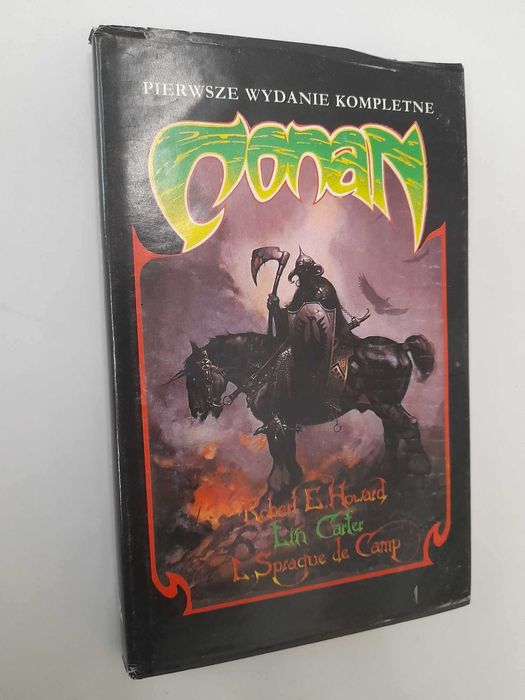 PIERWSZE WYDANIE KOMPLETNE
Conan
Robert E. Howard,
Lin Carter
L. Sprague de Camp